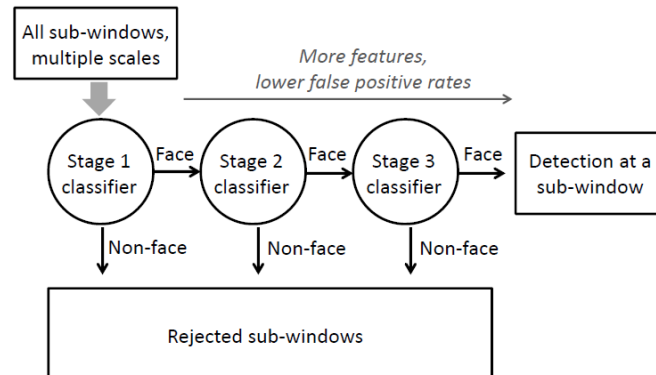 All sub-windows,
multiple scales
More features,
lower false positive rates
Stage 1
classifier
Face
Stage 2
classifier
Face
Stage 3
classifier
Face
Detection at a
sub-window
Non-face
Non-face
Non-face
Rejected sub-windows